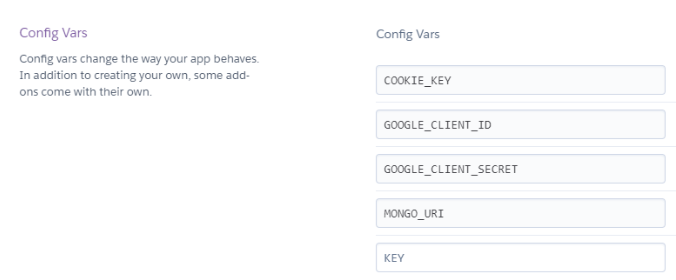 Config Vars
Config vars change the way your app behaves.
In addition to creating your own, some add-
ons come with their own.
Config Vars
COOKIE_KEY
GOOGLE_CLIENT_ID
GOOGLE_CLIENT_SECRET
MONGO_URI
KEY